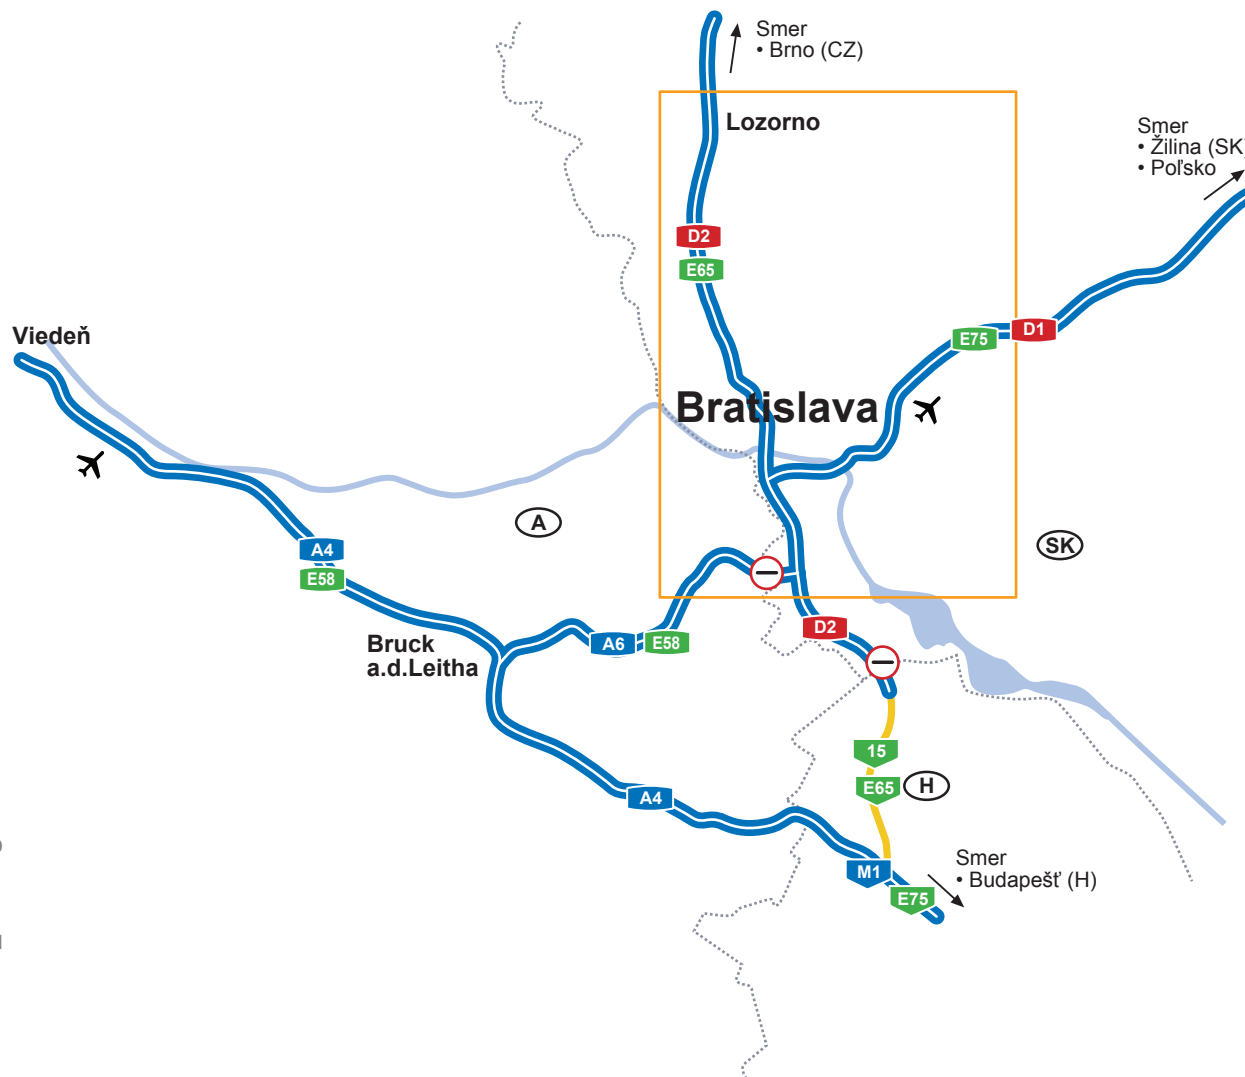 Smer
• Brno (CZ)
Lozorno
Smer
• Žilina (SK)
• Poľsko
D2
E65
Viedeň
E75
D1
Bratislava
A
SK
A4
E58
D2
A6
E58
Bruck
a.d.Leitha
15
E65
H
A4
Smer
• Budapešť (H)
M1
E75